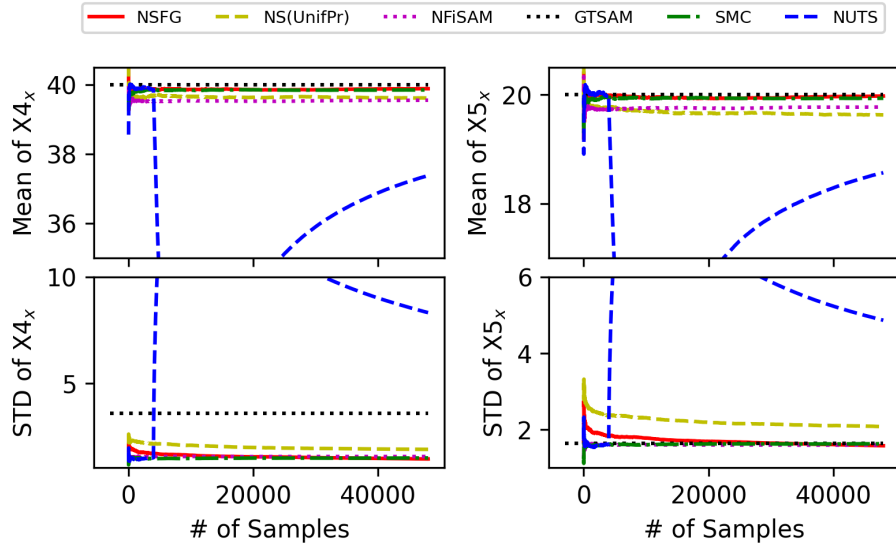 NSFG NS(UnifPr) NFiSAM GTSAM SMC NUTS
Mean of X4ₓ
40
38
36
Mean of X5ₓ
20
18
STD of X4ₓ
10
5
0 20000 40000
# of Samples
STD of X5ₓ
6
4
2
0 20000 40000
# of Samples